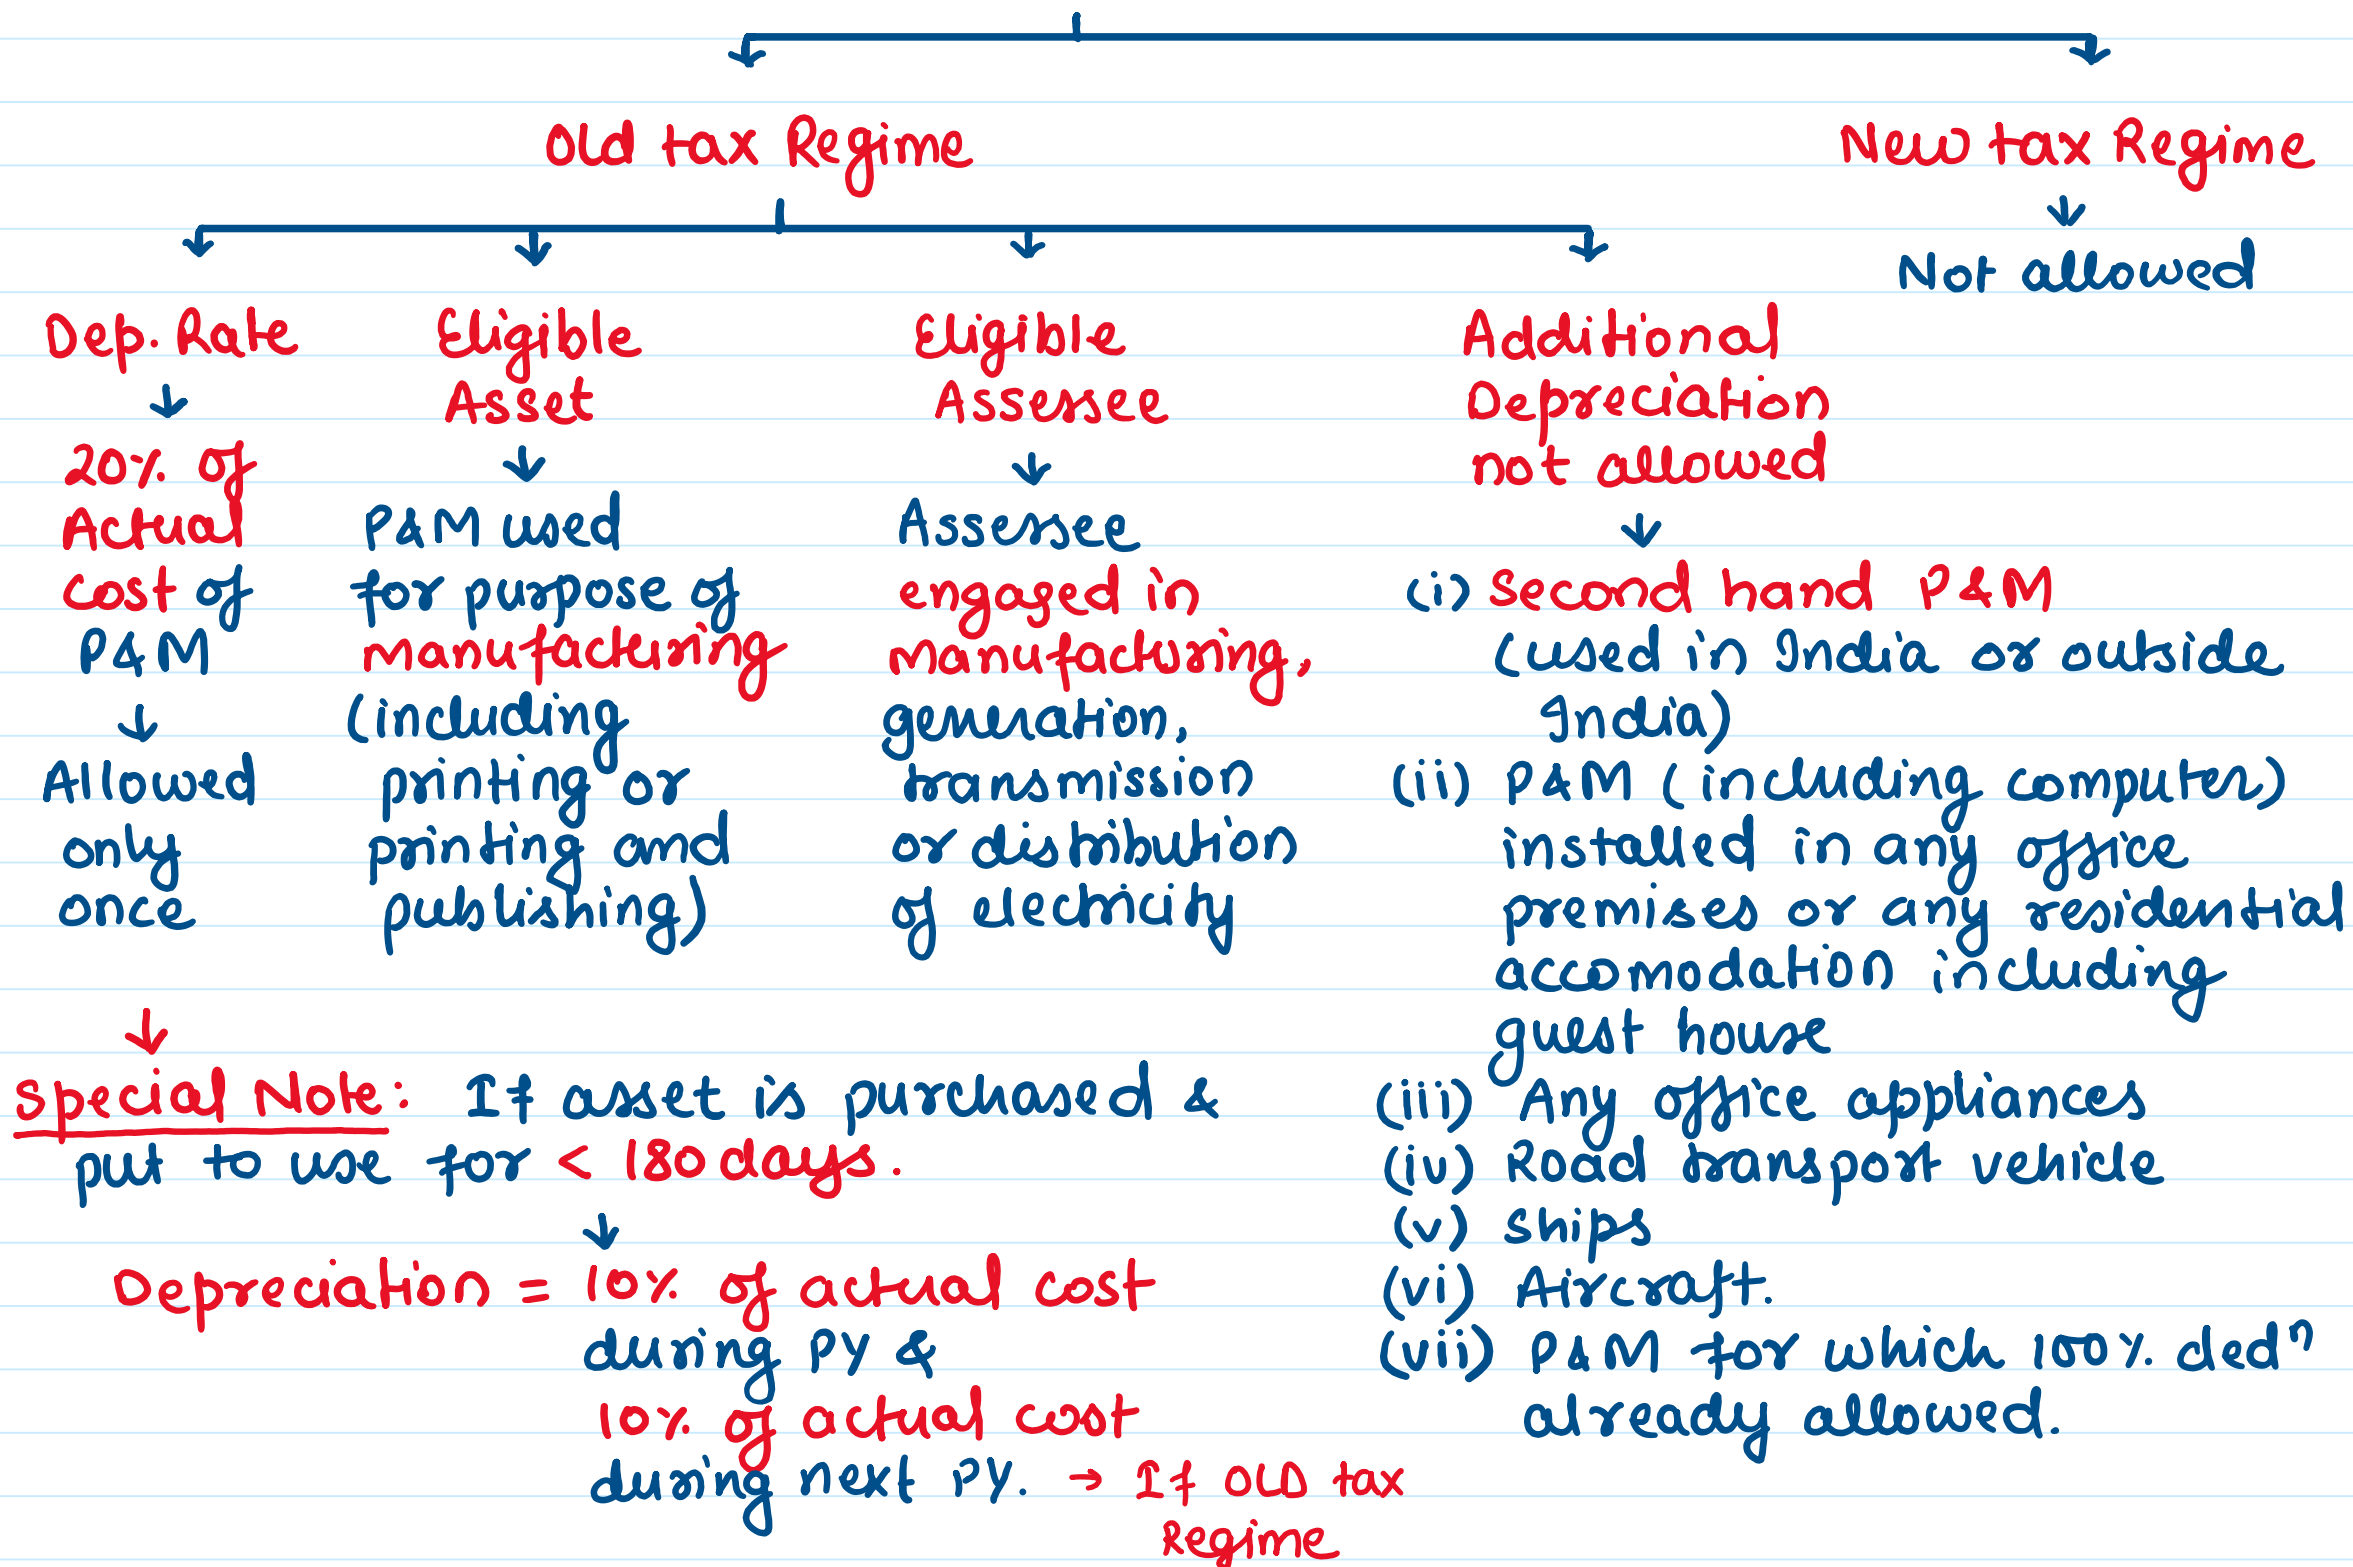 Old tax Regime
New tax Regime
Not allowed
Dep. Rate
20% of
Actual
cost of
P&M
Allowed
only
once
Eligible
Asset
P&M used
for purpose of
manufacturing
(including
printing or
printing and
publishing)
Eligible
Assessee
Assessee
engaged in
manufacturing,
generation,
transmission
or distribution
of electricity
Additional
Depreciation
not allowed
(i) Second hand P&M
(used in India or outside
India)
(ii) P&M (including computer)
installed in any office
premises or any residential
accomodation including
guest house
(iii) Any office appliances
(iv) Road transport vehicle
(v) Ships
(vi) Aircraft.
(vii) P&M for which 100% dedⁿ
already allowed.
Special Note: If asset is purchased &
put to use for < 180 days.
Depreciation = 10% of actual cost
during PY &
10% of actual cost
during next PY. → If OLD tax
Regime